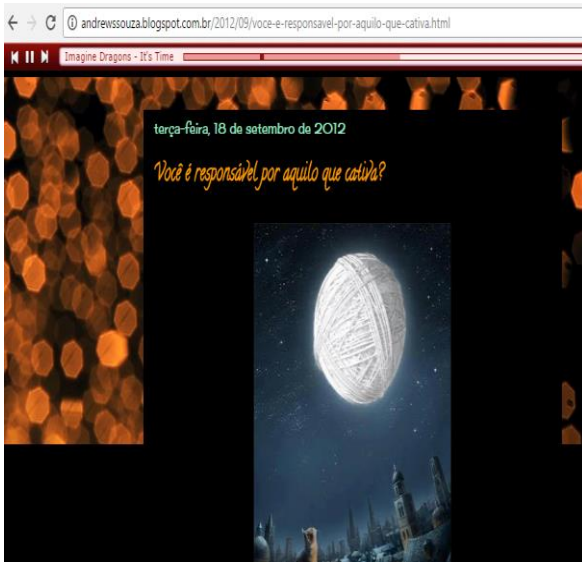 andrewssouza.blogspot.com.br/2012/09/voce-e-responsavel-por-aquilo-que-cativa.html
Imagine Dragons - It's Time
terça-feira, 18 de setembro de 2012
Você é responsável por aquilo que cativa?